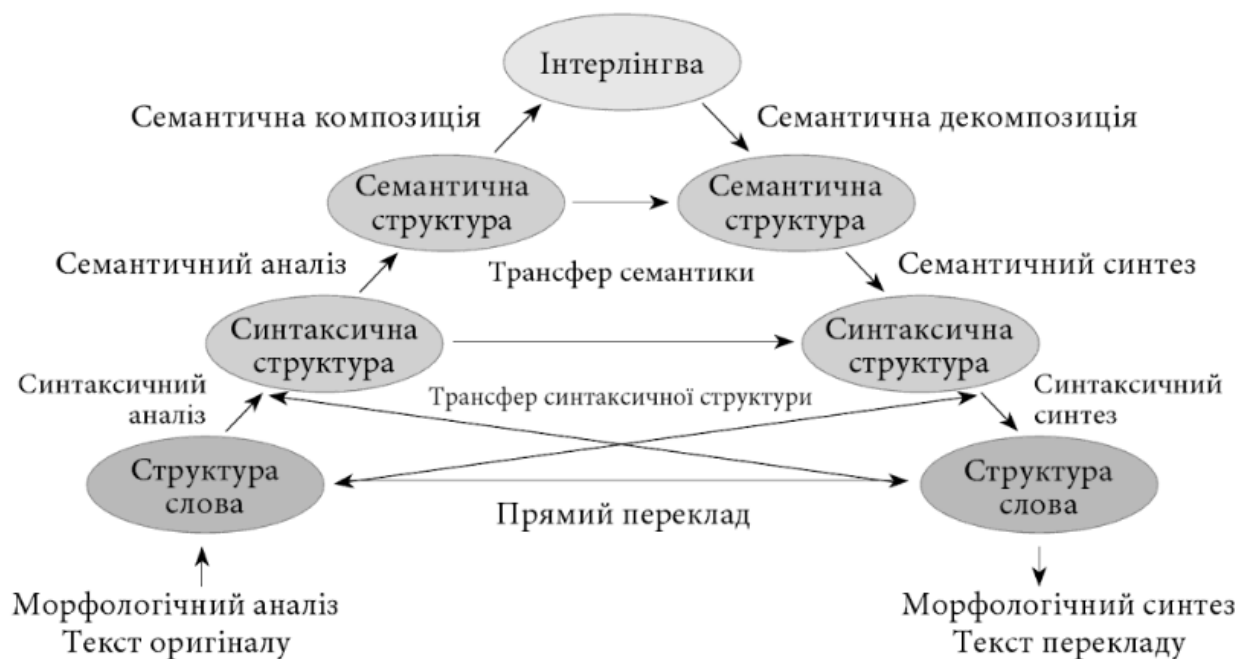 Інтерлінгва
Семантична композиція
Семантична декомпозиція
Семантична
структура
Семантична
структура
Семантичний аналіз
Трансфер семантики
Семантичний синтез
Синтаксична
структура
Синтаксична
структура
Синтаксичний
аналіз
Трансфер синтаксичної структури
Синтаксичний
синтез
Структура
слова
Структура
слова
Прямий переклад
Морфологічний аналіз
Текст оригіналу
Морфологічний синтез
Текст перекладу